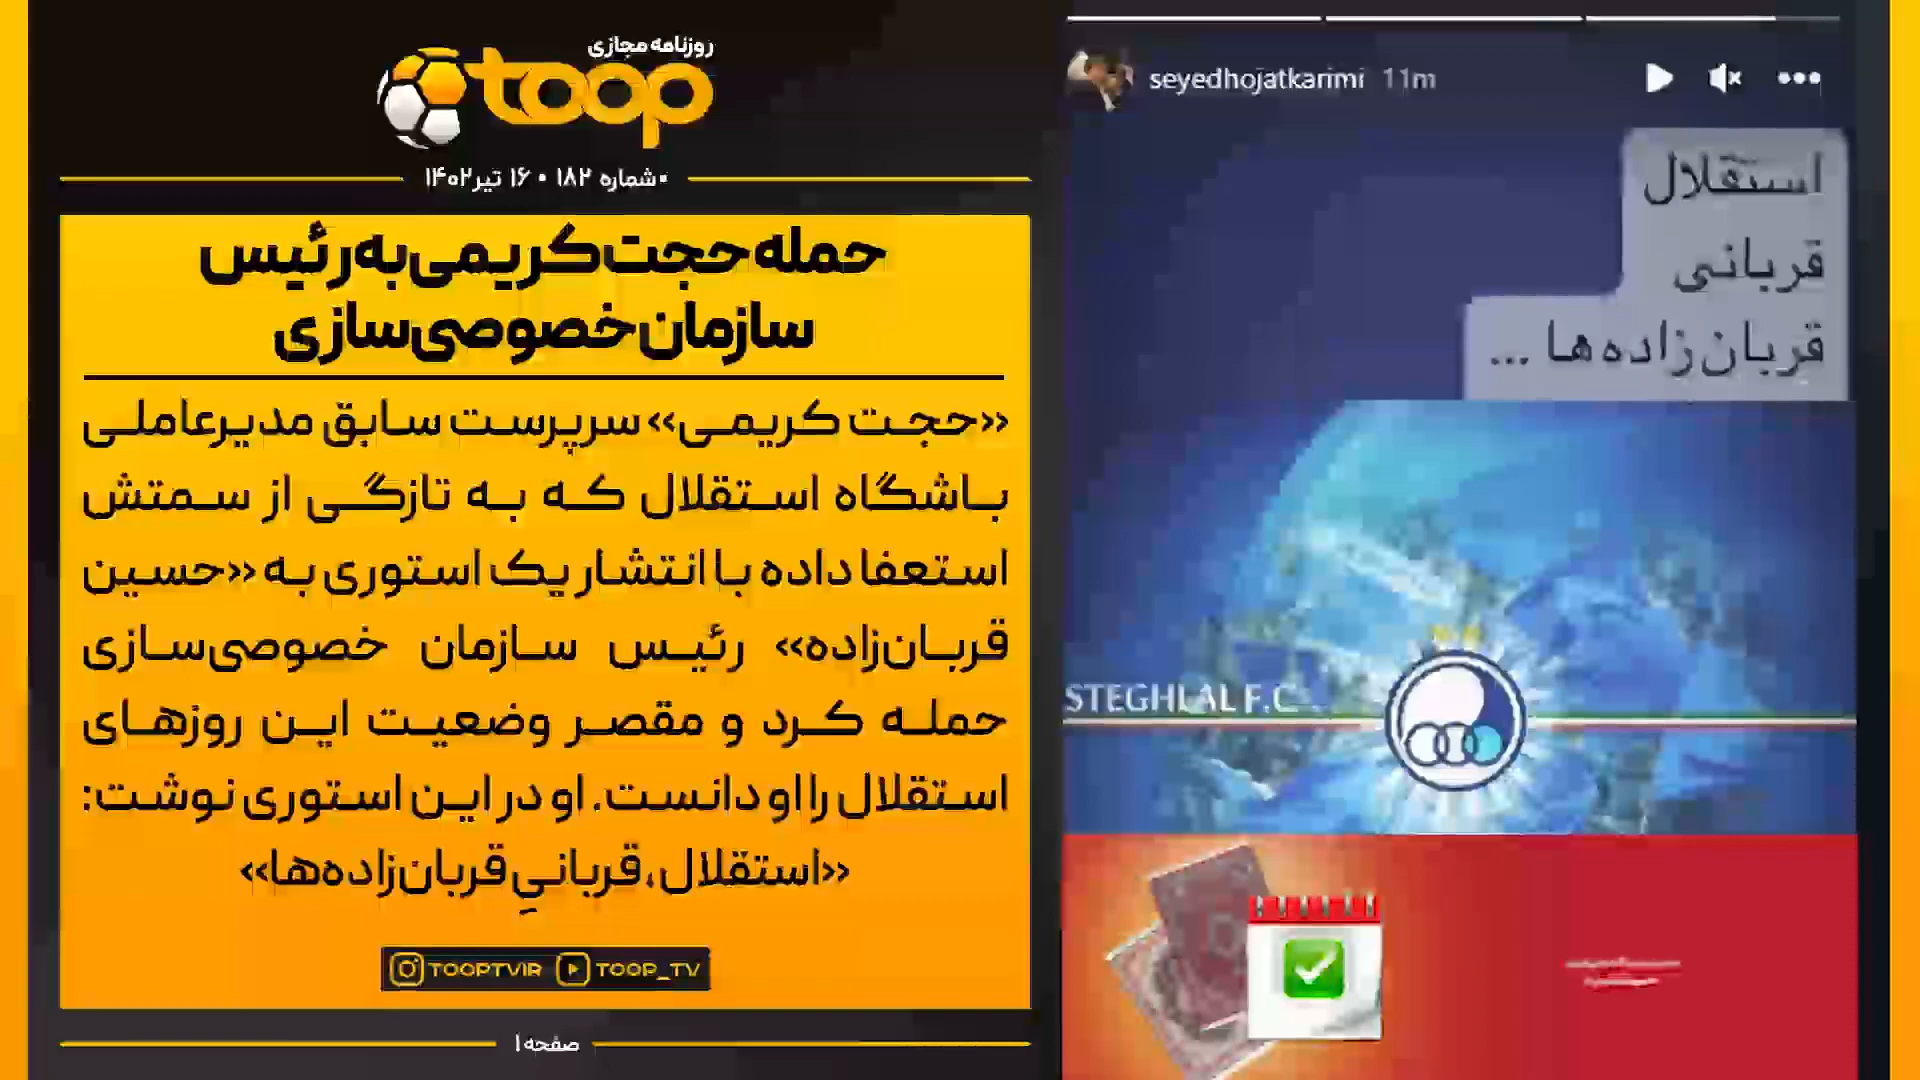 روزنامه مجازی
toop
•شماره ۱۸۲ • ۱۶ تیر۱۴۰۲
حمله حجت کریمی به رئیس
سازمان خصوصی‌سازی
«حجت کریمی» سرپرست سابق مدیرعاملی
باشگاه استقلال که به تازگی از سمتش
استعفا داده با انتشار یک استوری به «حسین
قربان‌زاده» رئیس سازمان خصوصی‌سازی
حمله کرد و مقصر وضعیت این روزهای
استقلال را او دانست. او در این استوری نوشت:
«استقلال، قربانیِ قربان‌زاده‌ها»
TOOPTVIR TOOP_TV
صفحه ۱
seyedhojatkarimi 11m
استقلال
قربانی
قربان‌زاده‌ها ...
STEGHLAL F.C